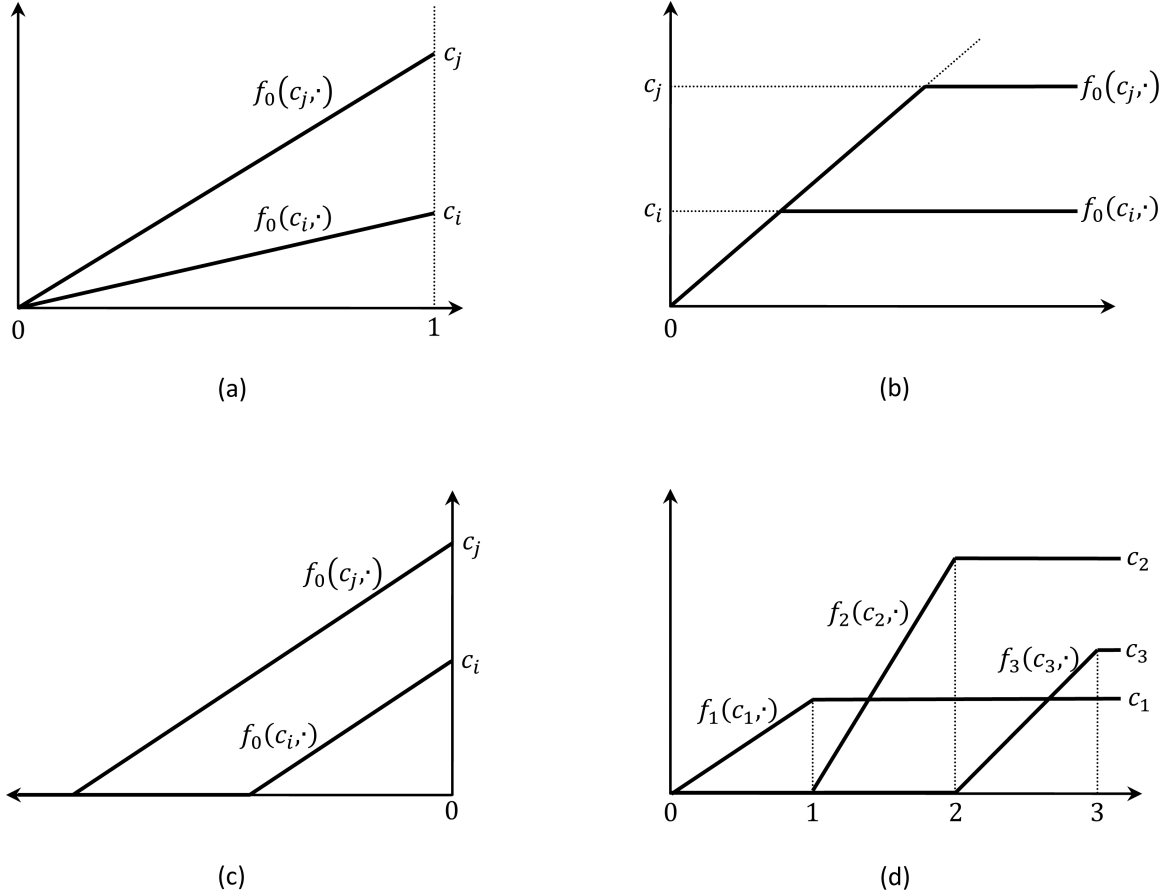 c_j
f_0(c_j,·)
f_0(c_i,·)
c_i
0
1
(a)
c_j
f_0(c_j,·)
c_i
f_0(c_i,·)
0
(b)
c_j
f_0(c_j,·)
c_i
f_0(c_i,·)
0
(c)
c_2
f_2(c_2,·)
f_3(c_3,·)
c_3
f_1(c_1,·)
c_1
0 1 2 3
(d)